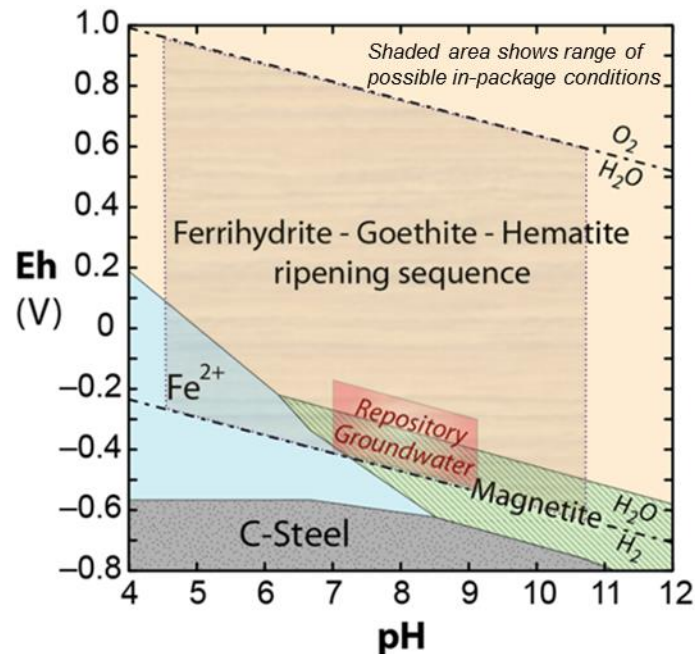 Shaded area shows range of
possible in-package conditions
1.0
0.8
0.6
0.4
0.2
0
–0.2
–0.4
–0.6
–0.8
Eh
(V)
O2
H2O
Ferrihydrite - Goethite - Hematite
ripening sequence
Fe2+
Repository
Groundwater
Magnetite
H2O
H2
C-Steel
4 5 6 7 8 9 10 11 12
pH